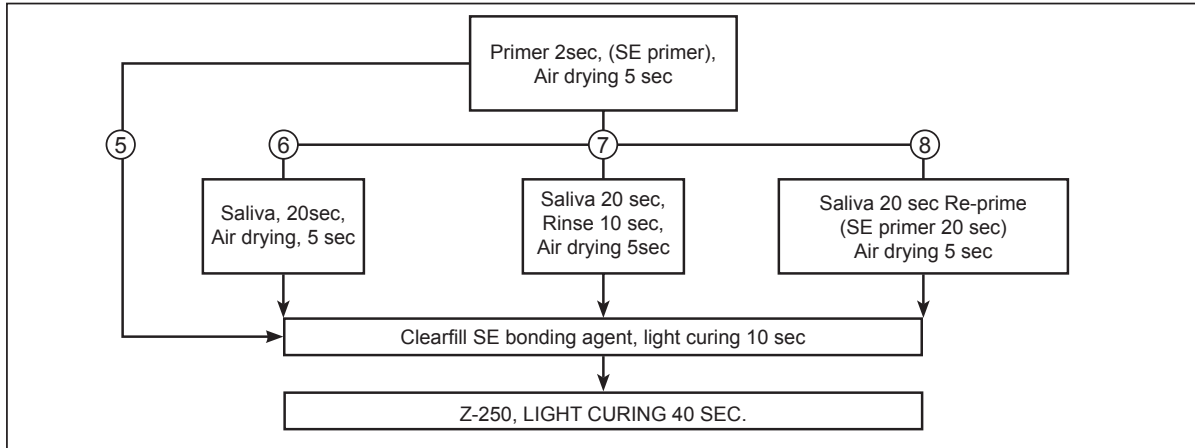 Primer 2sec, (SE primer),
Air drying 5 sec
5
6
7
8
Saliva, 20sec,
Air drying, 5 sec
Saliva 20 sec,
Rinse 10 sec,
Air drying 5sec
Saliva 20 sec Re-prime
(SE primer 20 sec)
Air drying 5 sec
Clearfill SE bonding agent, light curing 10 sec
Z-250, LIGHT CURING 40 SEC.